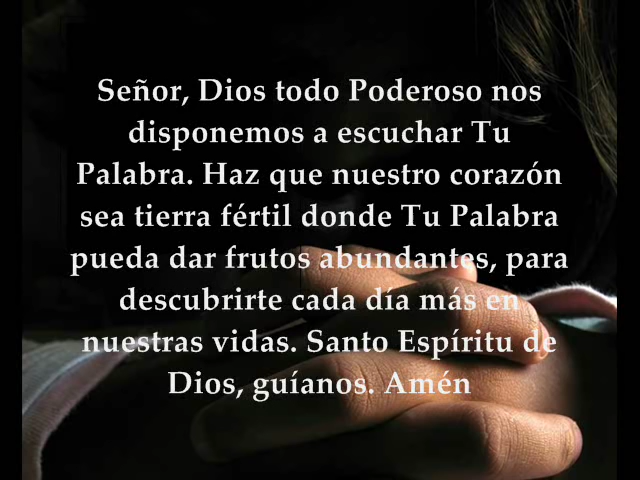 Señor, Dios todo Poderoso nos
disponemos a escuchar Tu
Palabra. Haz que nuestro corazón
sea tierra fértil donde Tu Palabra
pueda dar frutos abundantes, para
descubrirte cada día más en
nuestras vidas. Santo Espíritu de
Dios, guíanos. Amén